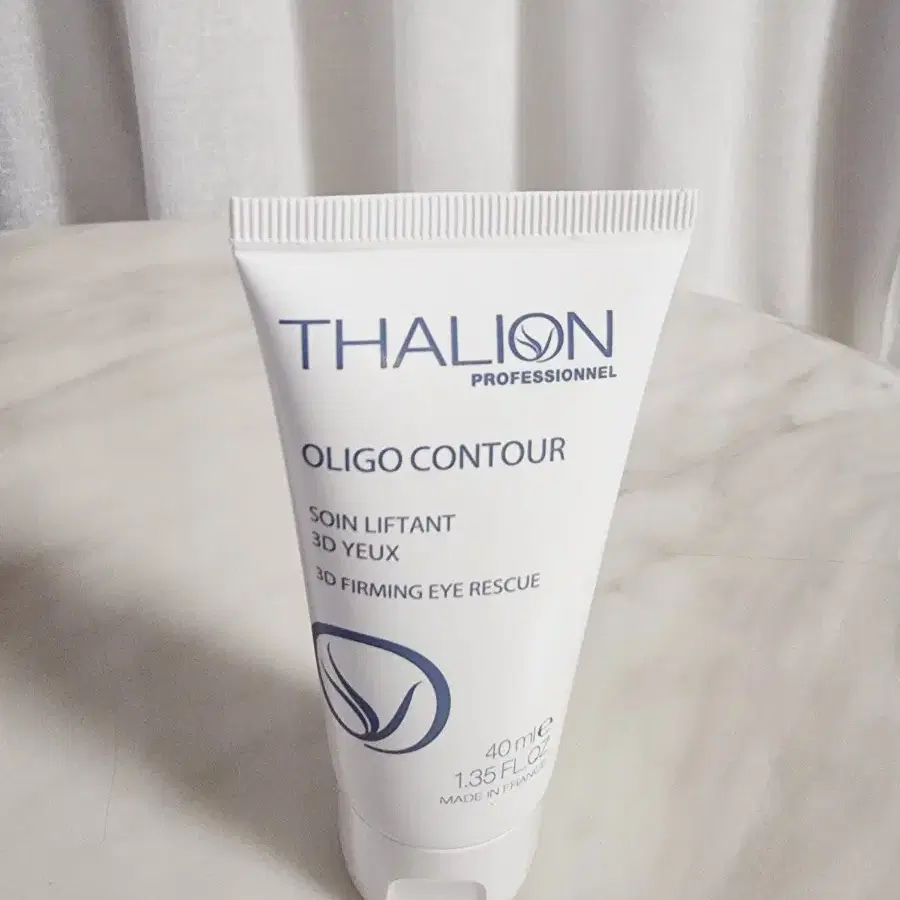 THALION
PROFESSIONNEL
OLIGO CONTOUR
SOIN LIFTANT
3D YEUX
3D FIRMING EYE RESCUE
40 ml e
1.35 FL.OZ
MADE IN FRANCE